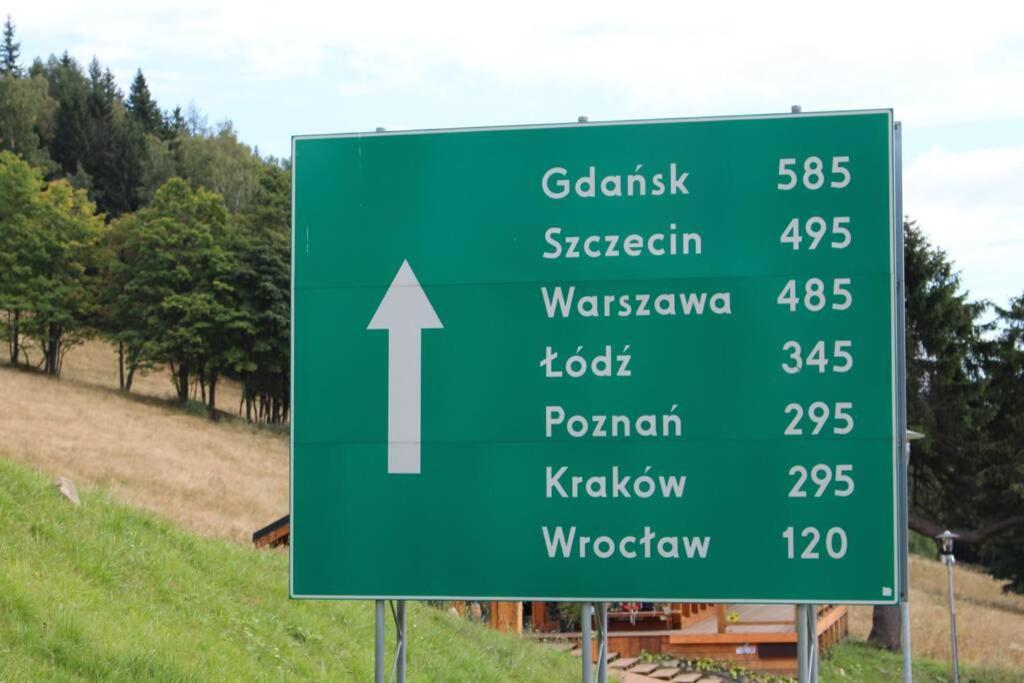 Gdańsk 585
Szczecin 495
Warszawa 485
Łódź 345
Poznań 295
Kraków 295
Wrocław 120